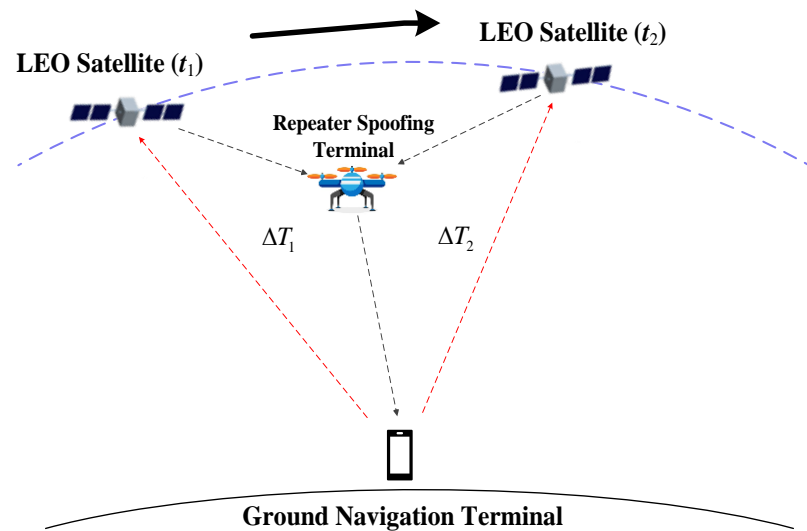 LEO Satellite (t₂)
LEO Satellite (t₁)
Repeater Spoofing
Terminal
ΔT₁
ΔT₂
Ground Navigation Terminal